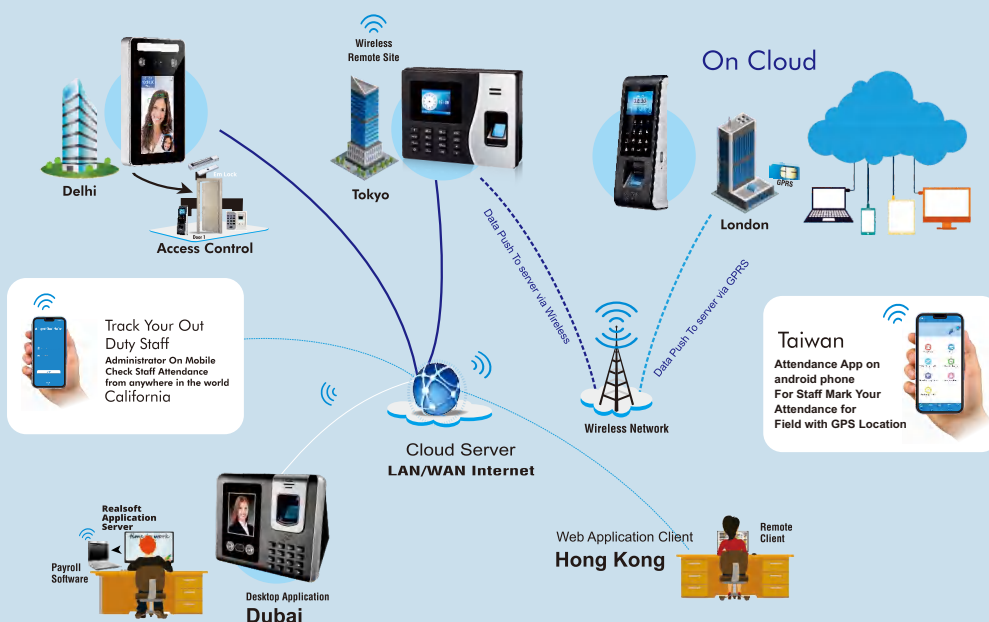 Wireless
Remote Site
On Cloud
Delhi
Em Lock
Door 1
Access Control
Tokyo
GPRS
London
Data Push To server via Wireless
Data Push To server via GPRS
Track Your Out
Duty Staff
Administrator On Mobile
Check Staff Attendance
from anywhere in the world
California
Cloud Server
LAN/WAN Internet
Wireless Network
Taiwan
Attendance App on
android phone
For Staff Mark Your
Attendance for
Field with GPS Location
Realsoft
Application
Server
Payroll
Software
Desktop Application
Dubai
Web Application Client
Hong Kong
Remote
Client